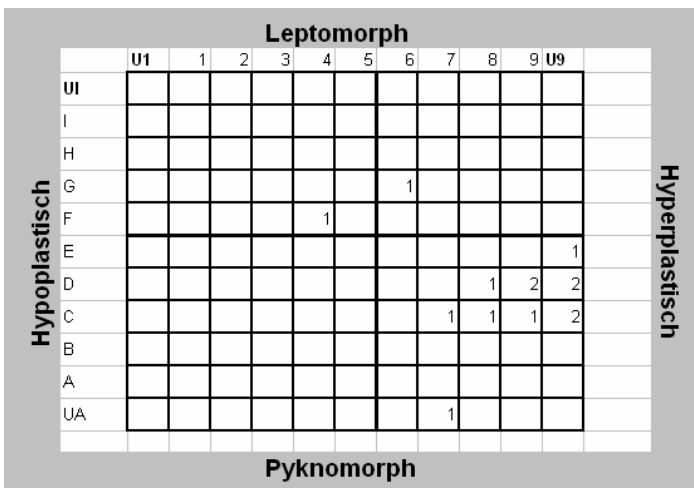 Leptomorph
U1 1 2 3 4 5 6 7 8 9 U9
UI
I
H
G 1
F 1
E 1
D 1 2 2
C 1 1 1 2
B
A
UA 1
Hypoplastisch
Hyperplastisch
Pyknomorph